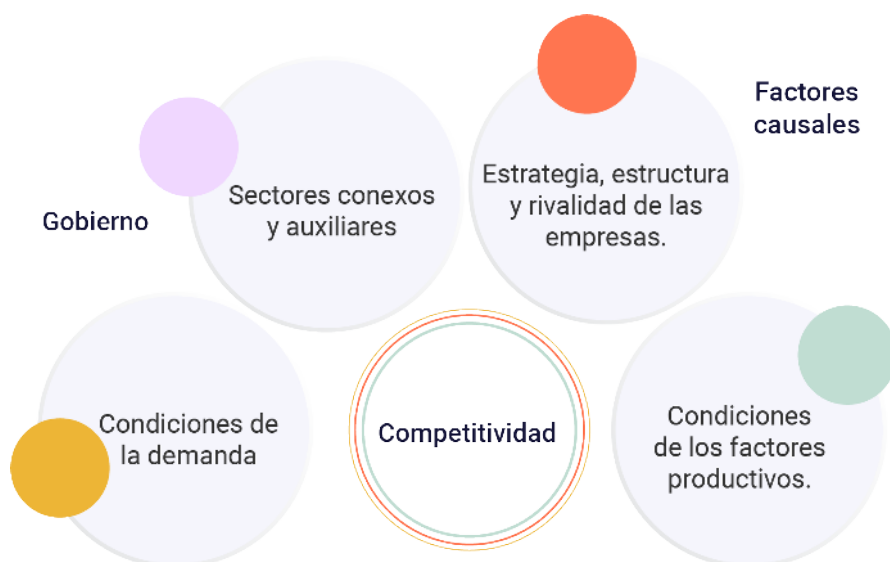 Factores
causales
Estrategia, estructura
y rivalidad de las
empresas.
Sectores conexos
y auxiliares
Gobierno
Condiciones de
la demanda
Competitividad
Condiciones
de los factores
productivos.